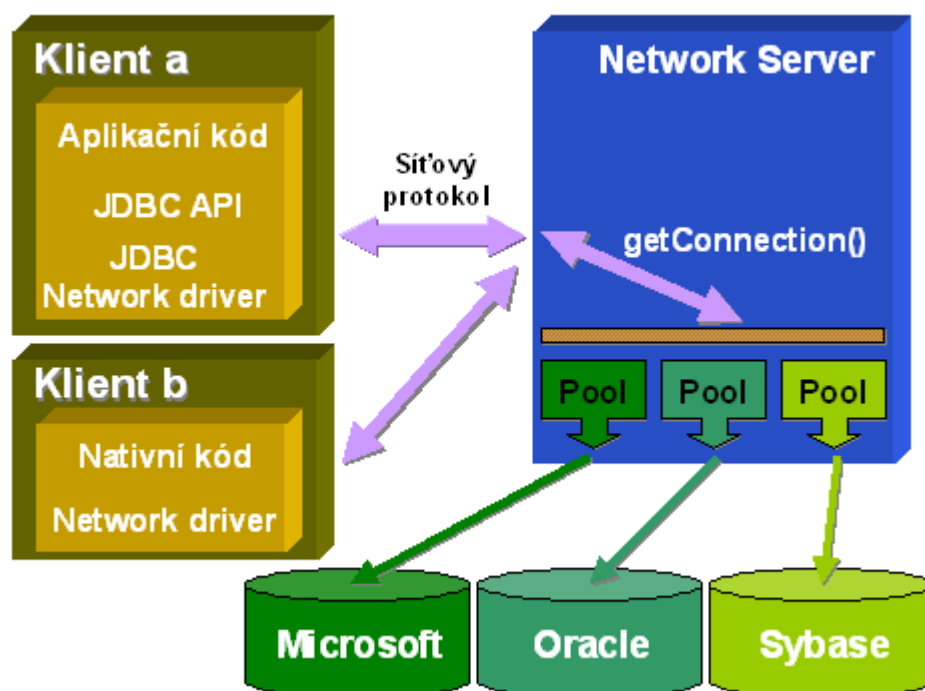 Klient a
Aplikační kód
JDBC API
JDBC
Network driver
Síťový
protokol
Network Server
getConnection()
Pool Pool Pool
Klient b
Nativní kód
Network driver
Microsoft Oracle Sybase